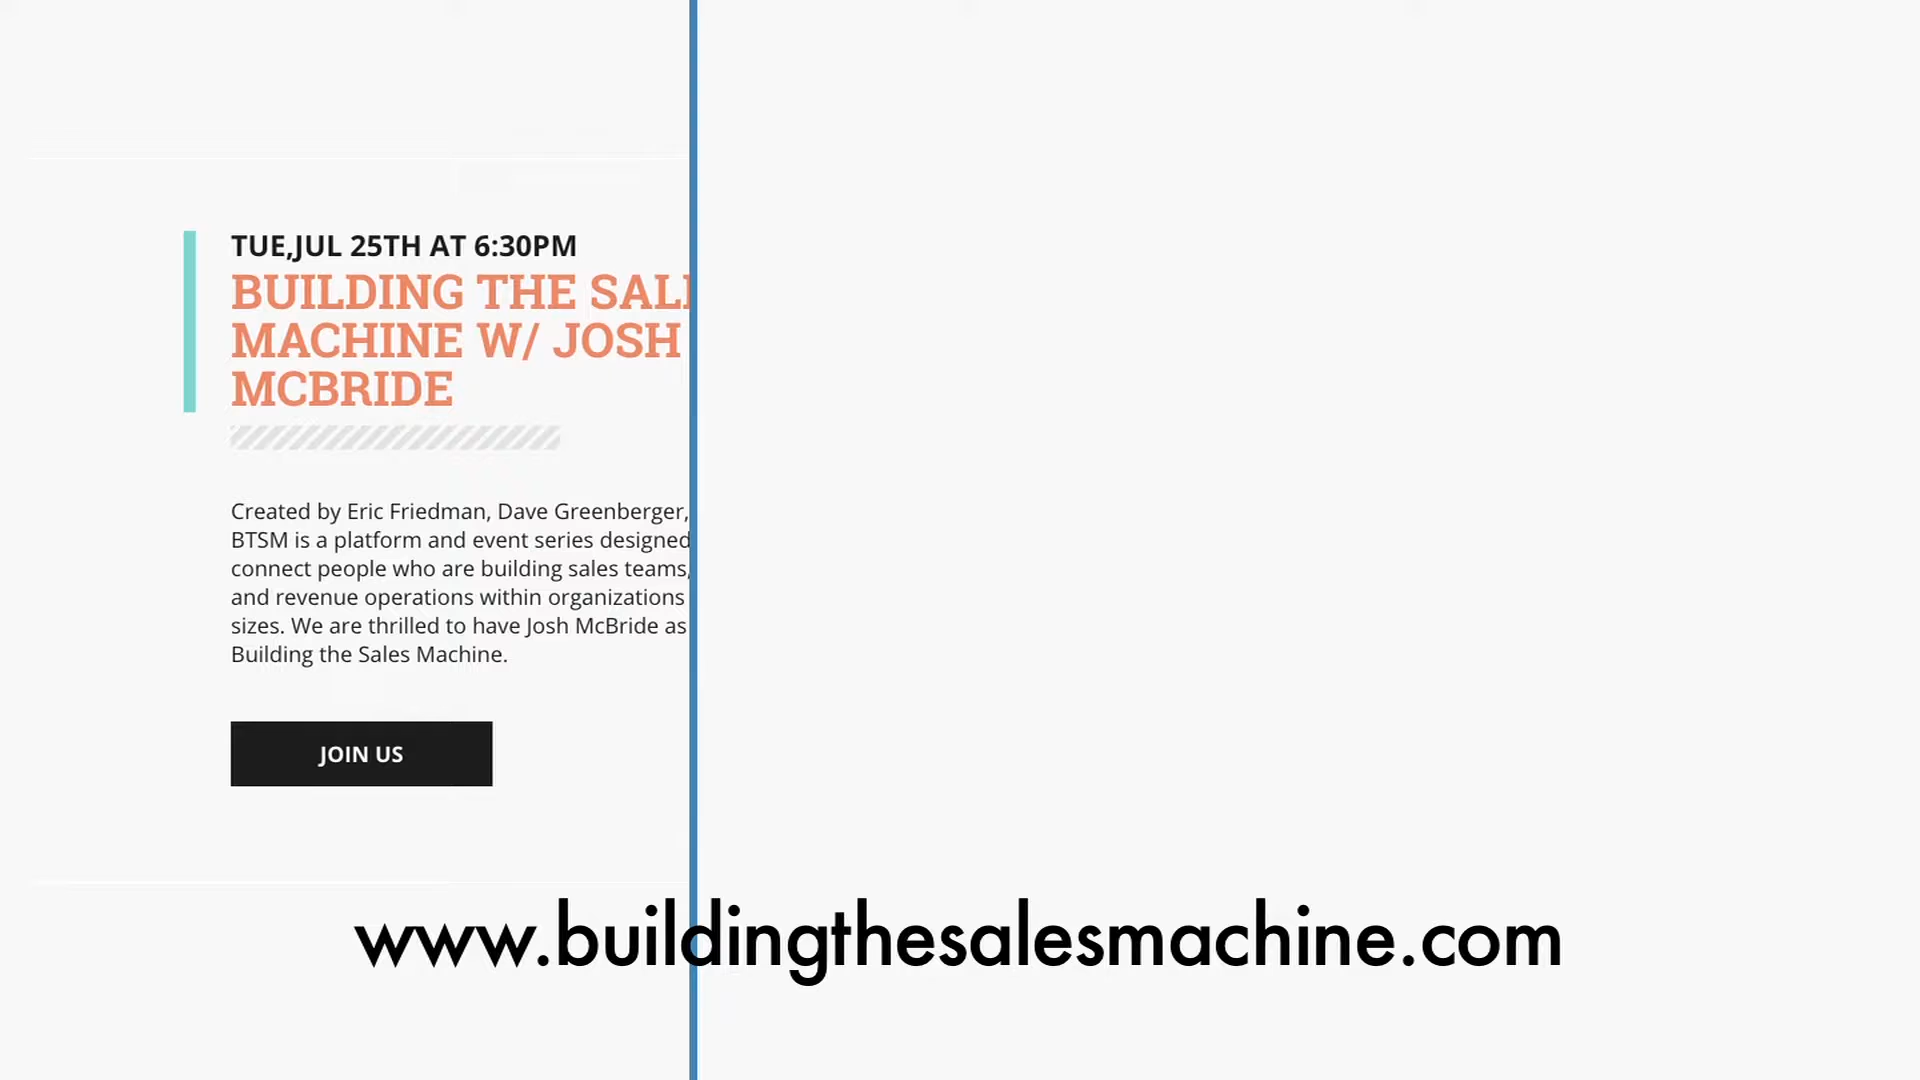 TUE,JUL 25TH AT 6:30PM
BUILDING THE SAL
MACHINE W/ JOSH
MCBRIDE
Created by Eric Friedman, Dave Greenberger,
BTSM is a platform and event series designed
connect people who are building sales teams,
and revenue operations within organizations
sizes. We are thrilled to have Josh McBride as
Building the Sales Machine.
JOIN US
www.buildingthesalesmachine.com